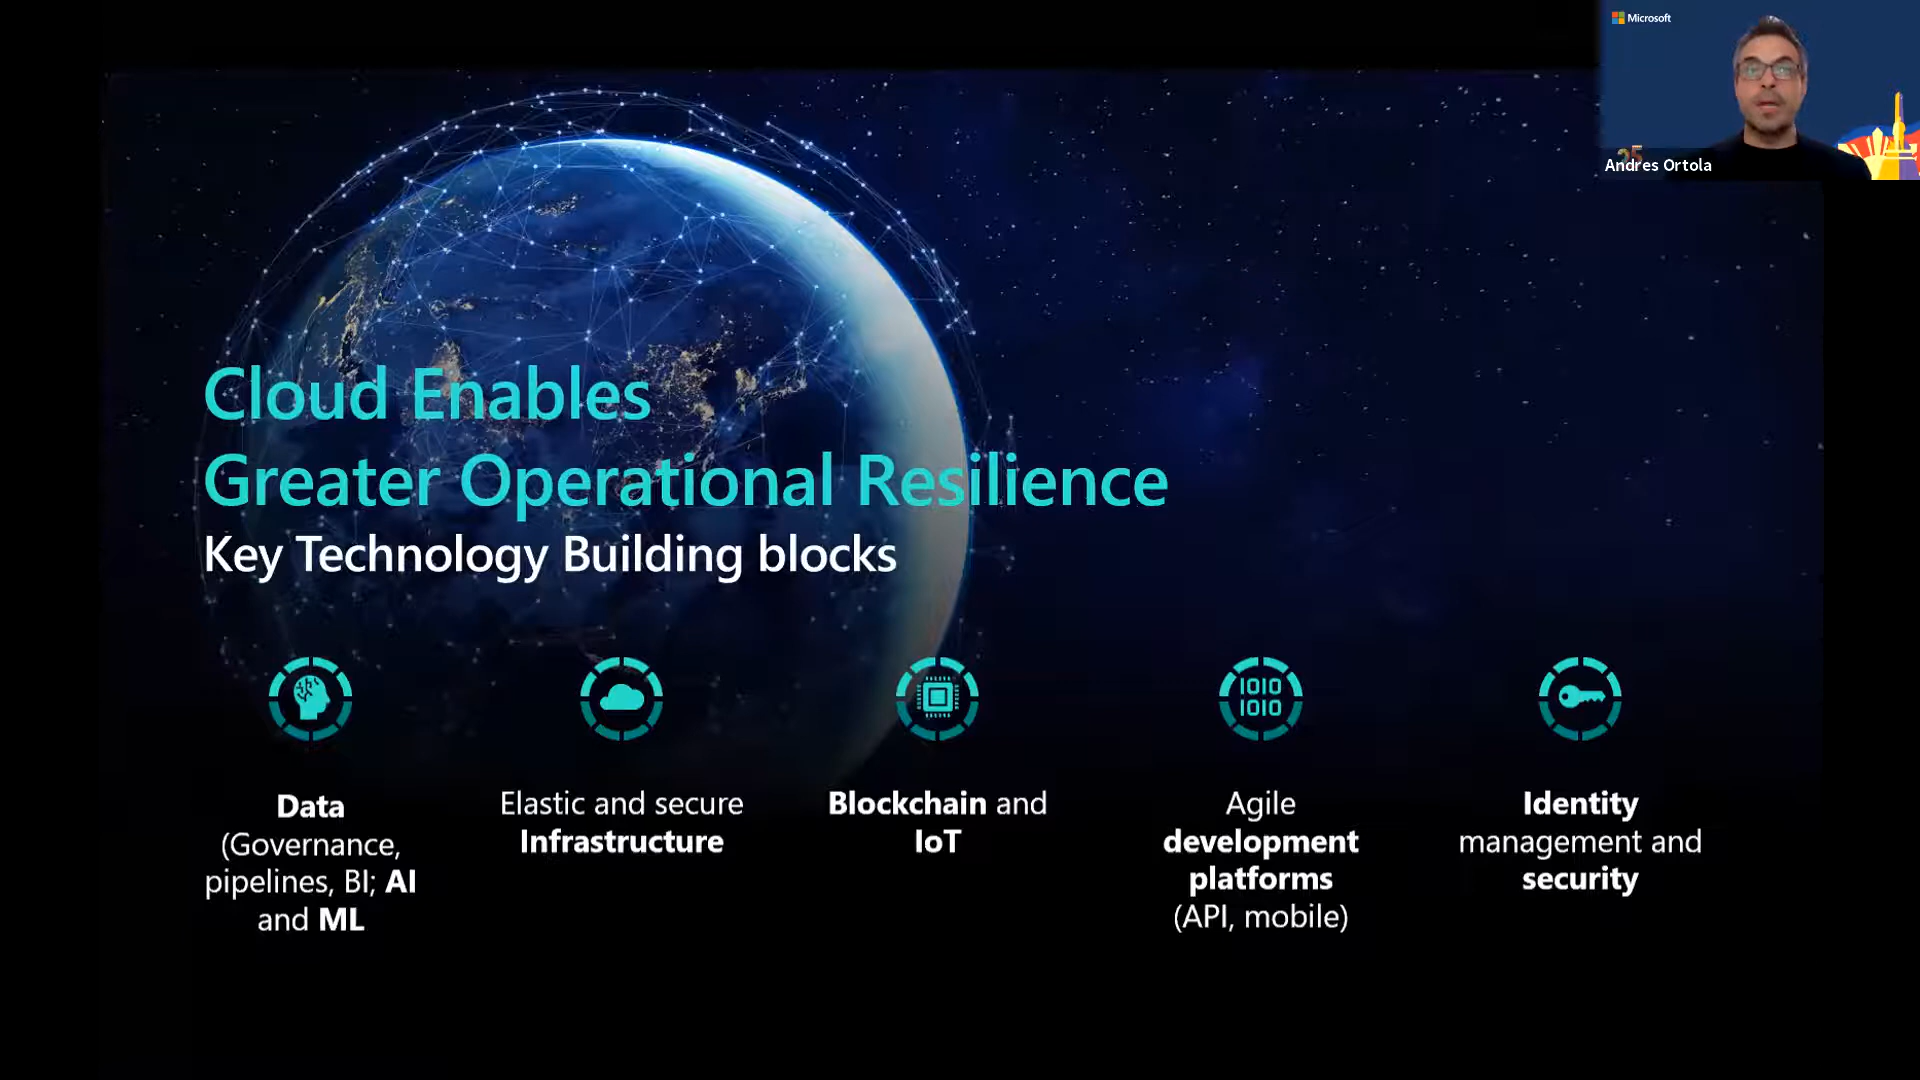 Microsoft
25
Andres Ortola
Cloud Enables
Greater Operational Resilience
Key Technology Building blocks
1010
1010
Data
(Governance,
pipelines, BI; AI
and ML
Elastic and secure
Infrastructure
Blockchain and
IoT
Agile
development
platforms
(API, mobile)
Identity
management and
security